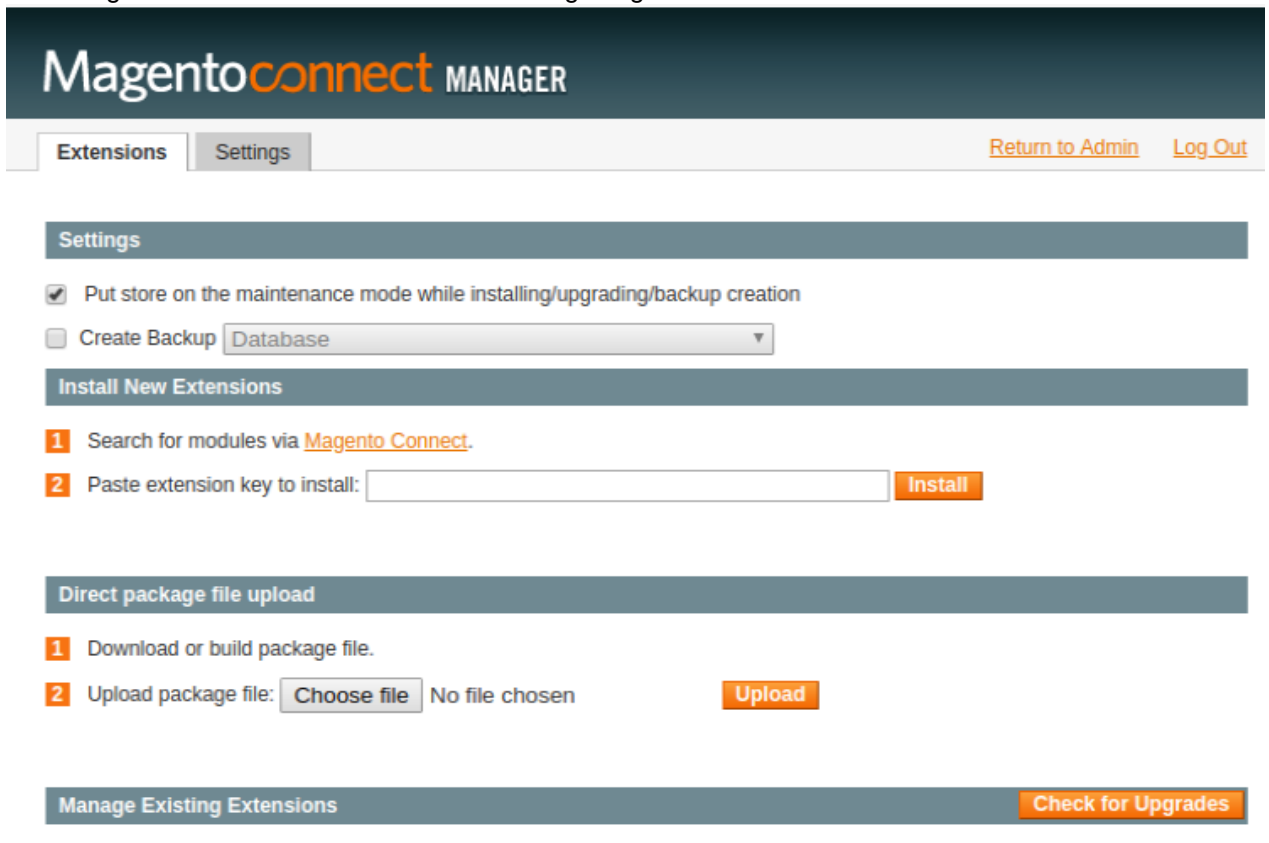 Magentoconnect MANAGER
Extensions Settings Return to Admin Log Out
Settings
Put store on the maintenance mode while installing/upgrading/backup creation
Create Backup Database
Install New Extensions
1 Search for modules via Magento Connect.
2 Paste extension key to install: Install
Direct package file upload
1 Download or build package file.
2 Upload package file: Choose file No file chosen Upload
Manage Existing Extensions Check for Upgrades